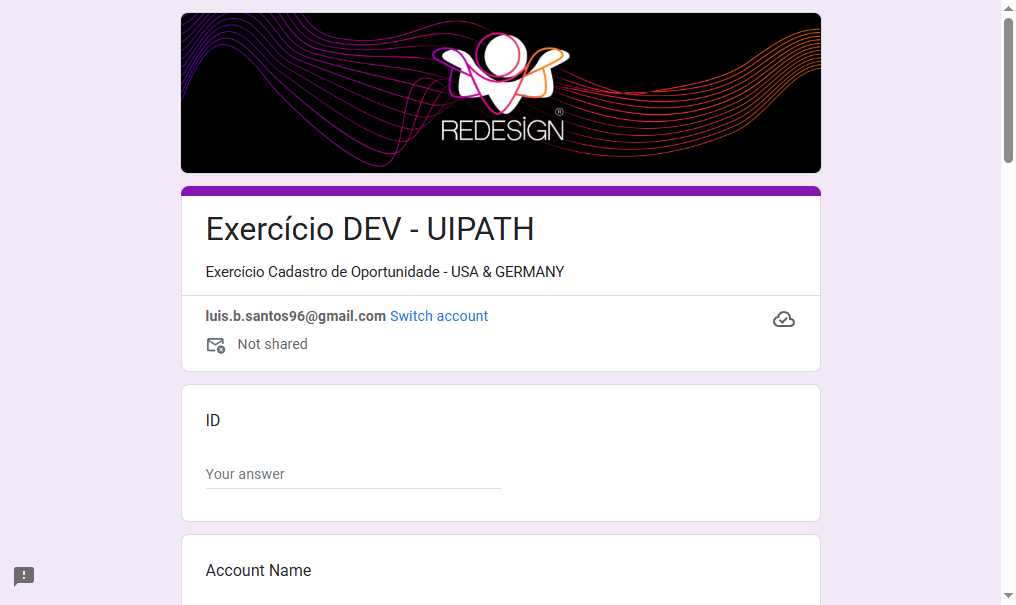 REDESIGN
®
Exercício DEV - UIPATH
Exercício Cadastro de Oportunidade - USA & GERMANY
luis.b.santos96@gmail.com Switch account
Not shared
ID
Your answer
Account Name